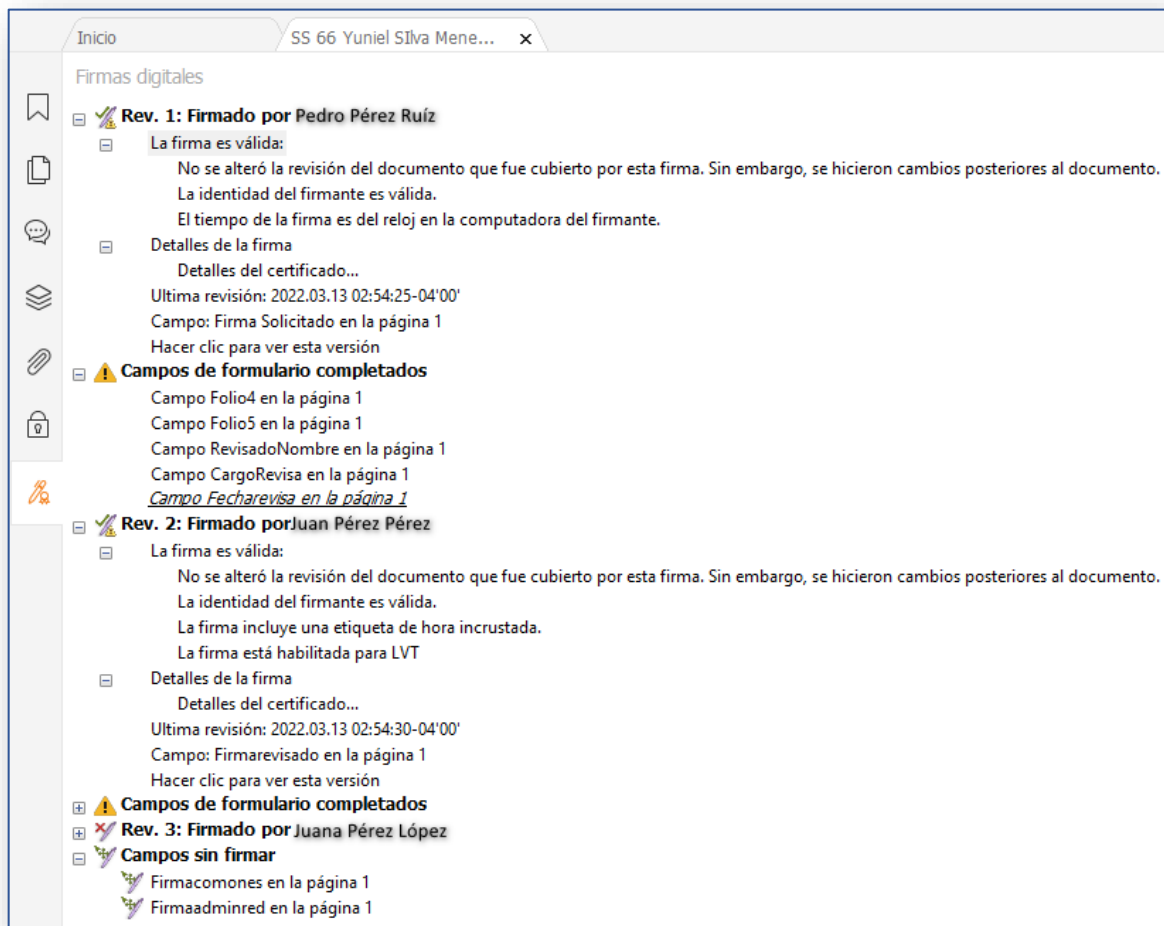 Inicio
SS 66 Yuniel SIlva Mene... x
Firmas digitales
Rev. 1: Firmado por Pedro Pérez Ruíz
La firma es válida:
No se alteró la revisión del documento que fue cubierto por esta firma. Sin embargo, se hicieron cambios posteriores al documento.
La identidad del firmante es válida.
El tiempo de la firma es del reloj en la computadora del firmante.
Detalles de la firma
Detalles del certificado...
Ultima revisión: 2022.03.13 02:54:25-04'00'
Campo: Firma Solicitado en la página 1
Hacer clic para ver esta versión
Campos de formulario completados
Campo Folio4 en la página 1
Campo Folio5 en la página 1
Campo RevisadoNombre en la página 1
Campo CargoRevisa en la página 1
Campo Fecharevisa en la página 1
Rev. 2: Firmado porJuan Pérez Pérez
La firma es válida:
No se alteró la revisión del documento que fue cubierto por esta firma. Sin embargo, se hicieron cambios posteriores al documento.
La identidad del firmante es válida.
La firma incluye una etiqueta de hora incrustada.
La firma está habilitada para LVT
Detalles de la firma
Detalles del certificado...
Ultima revisión: 2022.03.13 02:54:30-04'00'
Campo: Firmarevisado en la página 1
Hacer clic para ver esta versión
Campos de formulario completados
Rev. 3: Firmado por Juana Pérez López
Campos sin firmar
Firmacomones en la página 1
Firmaadminred en la página 1